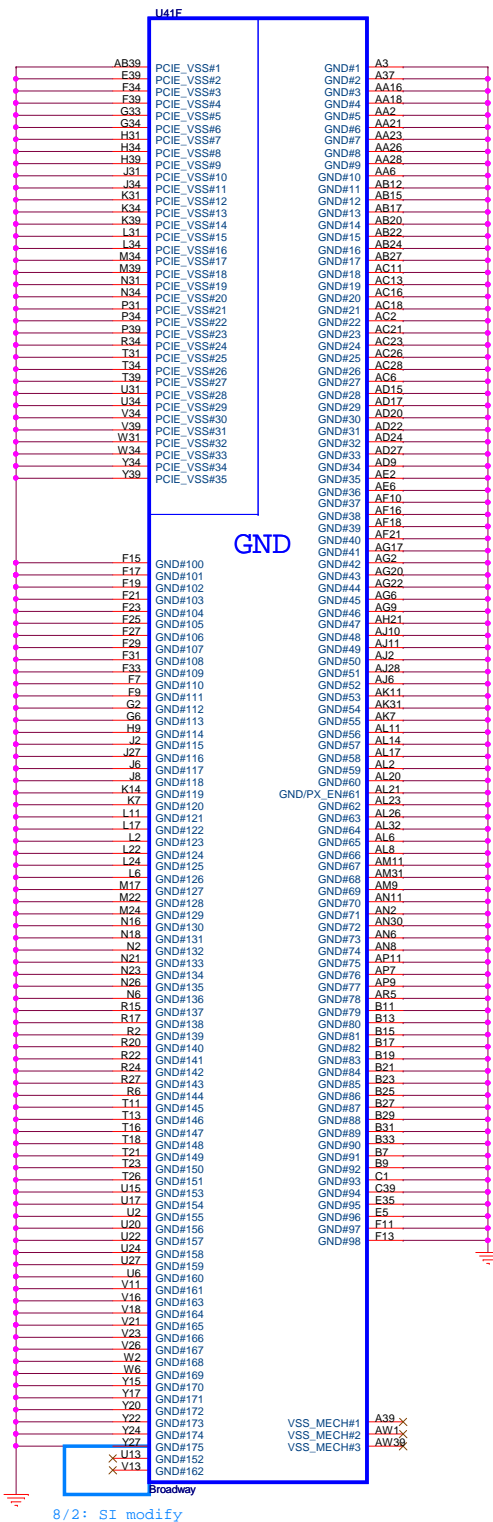 U41F
AB39 PCIE_VSS#1
E39 PCIE_VSS#2
F34 PCIE_VSS#3
F39 PCIE_VSS#4
G33 PCIE_VSS#5
G34 PCIE_VSS#6
H31 PCIE_VSS#7
H34 PCIE_VSS#8
H39 PCIE_VSS#9
J31 PCIE_VSS#10
J34 PCIE_VSS#11
K31 PCIE_VSS#12
K34 PCIE_VSS#13
K39 PCIE_VSS#14
L31 PCIE_VSS#15
L34 PCIE_VSS#16
M34 PCIE_VSS#17
M39 PCIE_VSS#18
N31 PCIE_VSS#19
N34 PCIE_VSS#20
P31 PCIE_VSS#21
P34 PCIE_VSS#22
P39 PCIE_VSS#23
R34 PCIE_VSS#24
T31 PCIE_VSS#25
T34 PCIE_VSS#26
T39 PCIE_VSS#27
U31 PCIE_VSS#28
U34 PCIE_VSS#29
V34 PCIE_VSS#30
V39 PCIE_VSS#31
W31 PCIE_VSS#32
W34 PCIE_VSS#33
Y34 PCIE_VSS#34
Y39 PCIE_VSS#35
GND
F15 GND#100
F17 GND#101
F19 GND#102
F21 GND#103
F23 GND#104
F25 GND#105
F27 GND#106
F29 GND#107
F31 GND#108
F33 GND#109
F7 GND#110
F9 GND#111
G2 GND#112
G6 GND#113
H9 GND#114
J2 GND#115
J27 GND#116
J6 GND#117
J8 GND#118
K14 GND#119
K7 GND#120
L11 GND#121
L17 GND#122
L2 GND#123
L22 GND#124
L24 GND#125
L6 GND#126
M17 GND#127
M22 GND#128
M24 GND#129
N16 GND#130
N18 GND#131
N2 GND#132
N21 GND#133
N23 GND#134
N26 GND#135
N6 GND#136
R15 GND#137
R17 GND#138
R2 GND#139
R20 GND#140
R22 GND#141
R24 GND#142
R27 GND#143
R6 GND#144
T11 GND#145
T13 GND#146
T16 GND#147
T18 GND#148
T21 GND#149
T23 GND#150
T26 GND#151
U15 GND#153
U17 GND#154
U2 GND#155
U20 GND#156
U22 GND#157
U24 GND#158
U27 GND#159
U6 GND#160
V11 GND#161
V16 GND#163
V18 GND#164
V21 GND#165
V23 GND#166
V26 GND#167
W2 GND#168
W6 GND#169
Y15 GND#170
Y17 GND#171
Y20 GND#172
Y22 GND#173
Y24 GND#174
Y27 GND#175
U13 GND#152
V13 GND#162
GND#1 A3
GND#2 A37
GND#3 AA16
GND#4 AA18
GND#5 AA2
GND#6 AA21
GND#7 AA23
GND#8 AA26
GND#9 AA28
GND#10 AA6
GND#11 AB12
GND#12 AB15
GND#13 AB17
GND#14 AB20
GND#15 AB22
GND#16 AB24
GND#17 AB27
GND#18 AC11
GND#19 AC13
GND#20 AC16
GND#21 AC18
GND#22 AC2
GND#23 AC21
GND#24 AC23
GND#25 AC26
GND#26 AC28
GND#27 AC6
GND#28 AD15
GND#29 AD17
GND#30 AD20
GND#31 AD22
GND#32 AD24
GND#33 AD27
GND#34 AD9
GND#35 AE2
GND#36 AE6
GND#37 AF10
GND#38 AF16
GND#39 AF18
GND#40 AF21
GND#41 AG17
GND#42 AG2
GND#43 AG20
GND#44 AG22
GND#45 AG6
GND#46 AG9
GND#47 AH21
GND#48 AJ10
GND#49 AJ11
GND#50 AJ2
GND#51 AJ28
GND#52 AJ6
GND#53 AK11
GND#54 AK31
GND#55 AK7
GND#56 AL11
GND#57 AL14
GND#58 AL17
GND#59 AL2
GND#60 AL20
GND/PX_EN#61 AL21
GND#62 AL23
GND#63 AL26
GND#64 AL32
GND#65 AL6
GND#66 AL8
GND#67 AM11
GND#68 AM31
GND#69 AM9
GND#70 AN11
GND#71 AN2
GND#72 AN30
GND#73 AN6
GND#74 AN8
GND#75 AP11
GND#76 AP7
GND#77 AP9
GND#78 AR5
GND#79 B11
GND#80 B13
GND#81 B15
GND#82 B17
GND#83 B19
GND#84 B21
GND#85 B23
GND#86 B25
GND#87 B27
GND#88 B29
GND#89 B31
GND#90 B33
GND#91 B7
GND#92 B9
GND#93 C1
GND#94 C39
GND#95 E35
GND#96 E5
GND#97 F11
GND#98 F13
VSS_MECH#1 A39
VSS_MECH#2 AW1
VSS_MECH#3 AW39
Broadway
8/2: SI modify